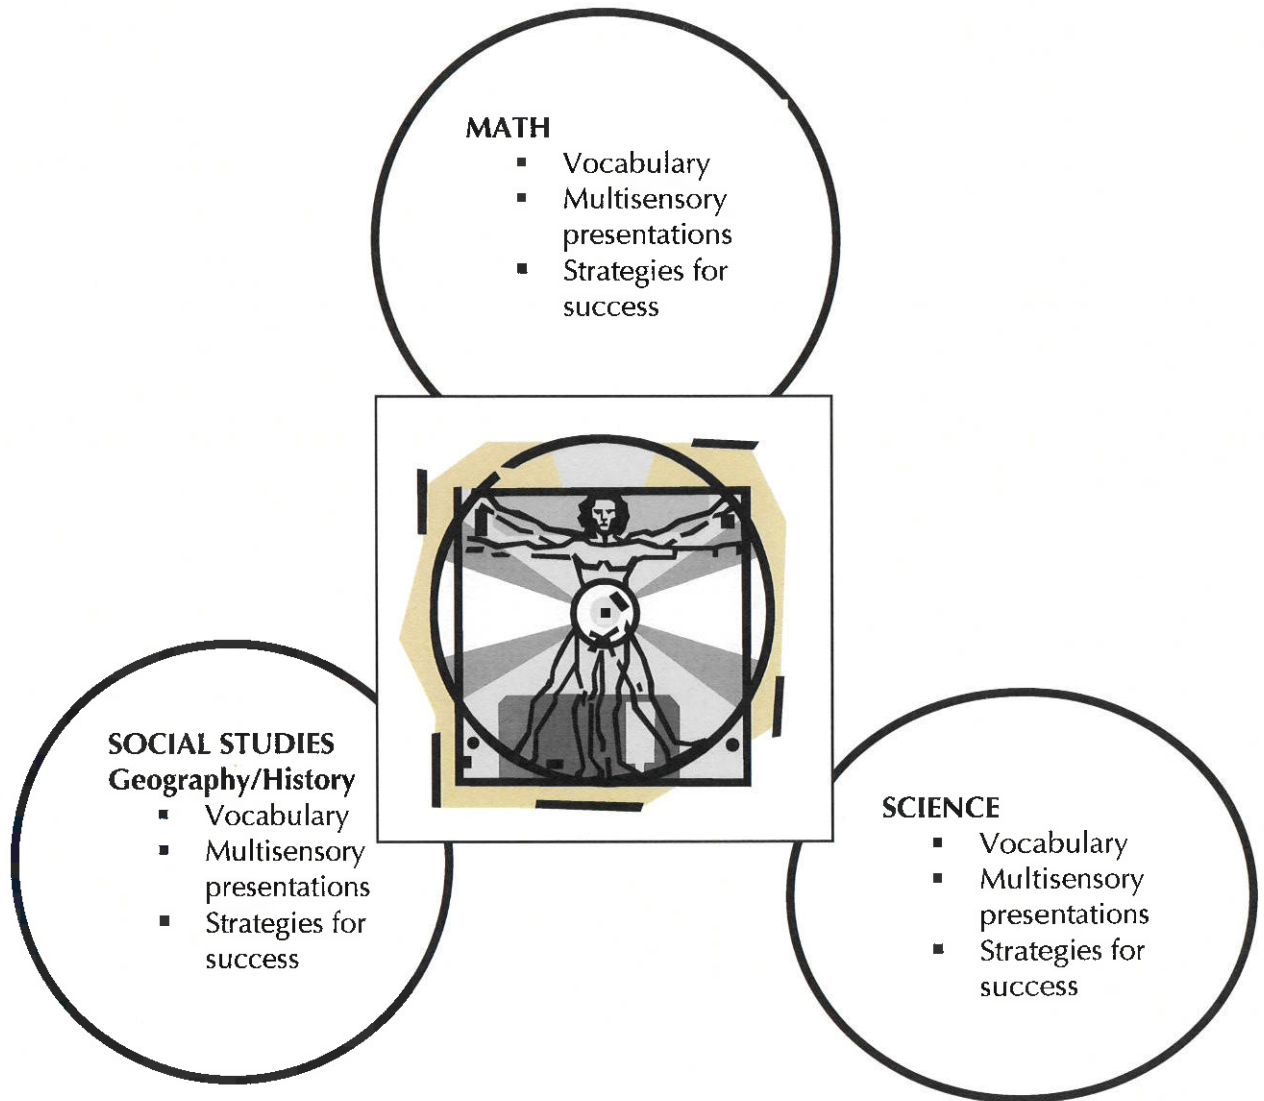 MATH
▪ Vocabulary
▪ Multisensory
presentations
▪ Strategies for
success
SOCIAL STUDIES
Geography/History
▪ Vocabulary
▪ Multisensory
presentations
▪ Strategies for
success
SCIENCE
▪ Vocabulary
▪ Multisensory
presentations
▪ Strategies for
success